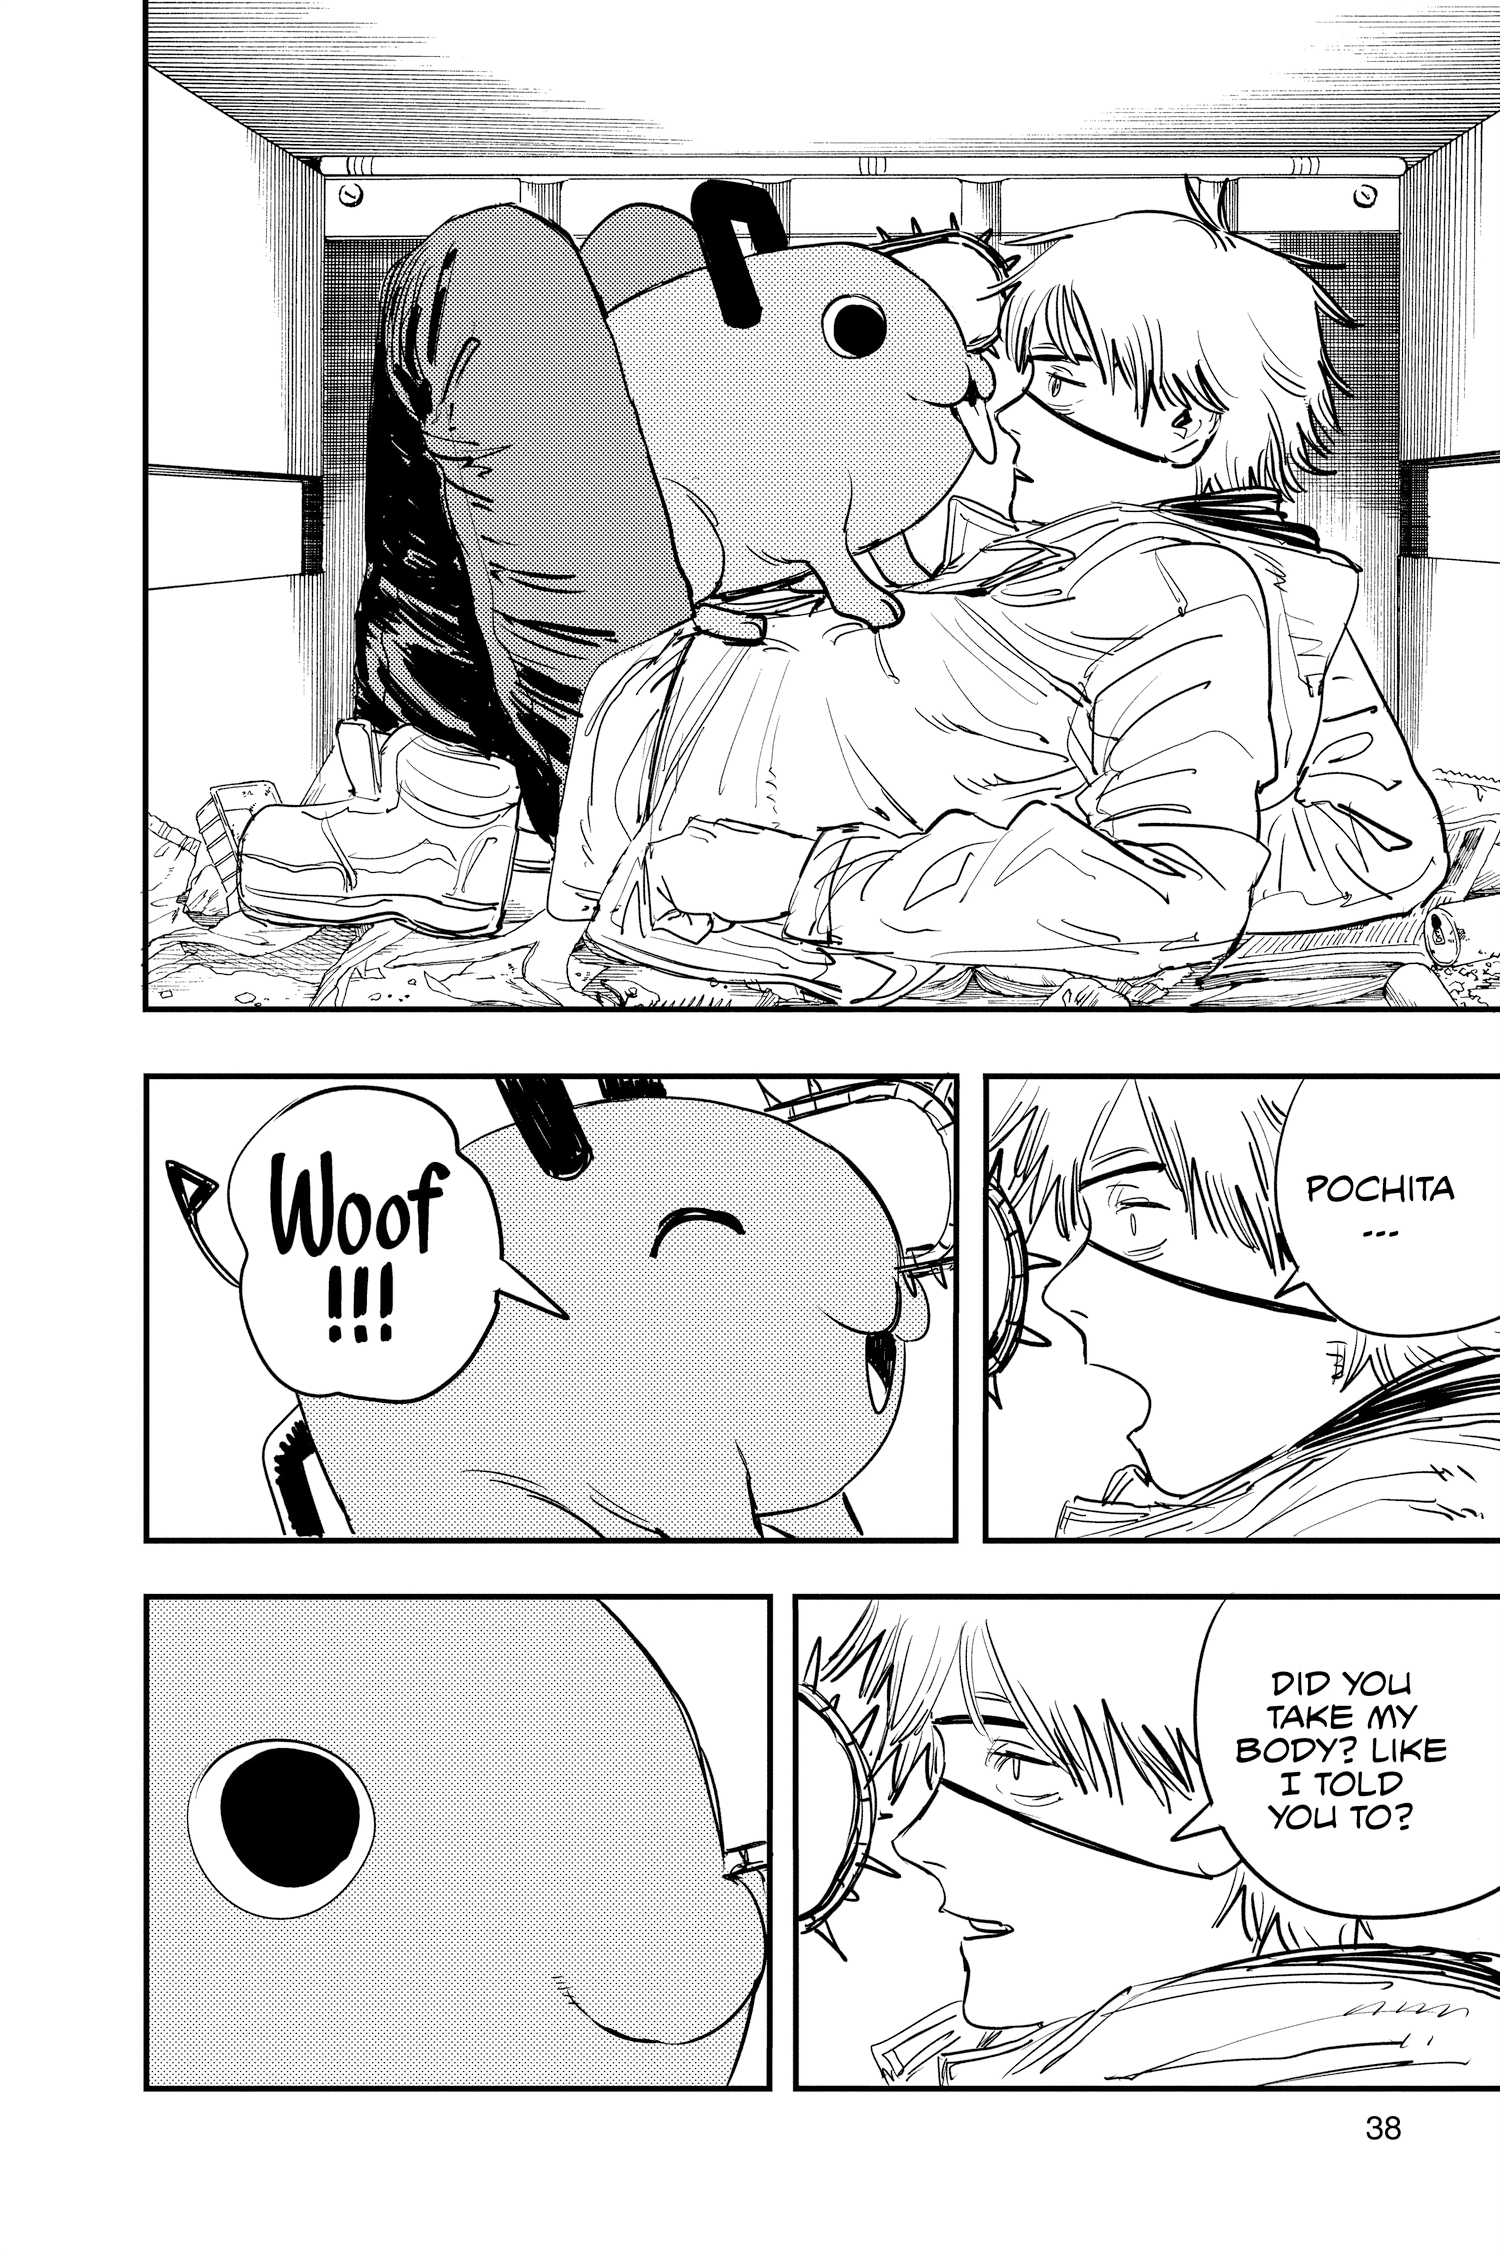 POCHITA
...
Woof
!!!
DID YOU
TAKE MY
BODY? LIKE
I TOLD
YOU TO?
38